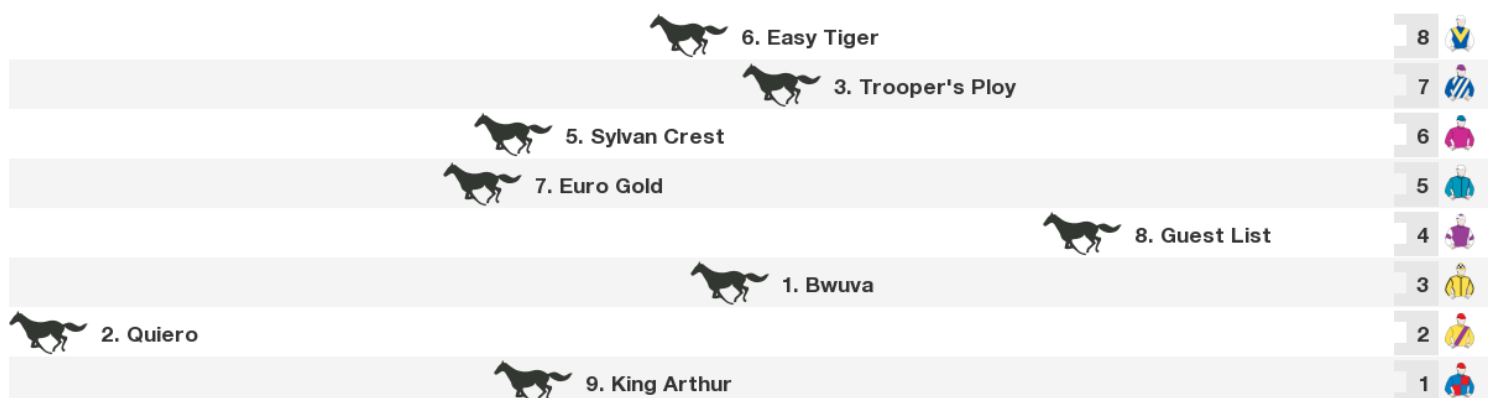 6. Easy Tiger 8
3. Trooper's Ploy 7
5. Sylvan Crest 6
7. Euro Gold 5
8. Guest List 4
1. Bwuva 3
2. Quiero 2
9. King Arthur 1